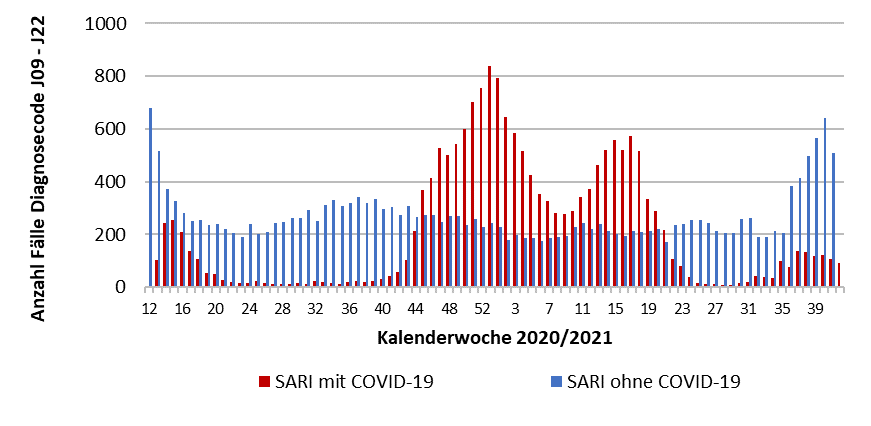 Anzahl Fälle Diagnosecode J09 - J22
1000
800
600
400
200
0
12 16 20 24 28 32 36 40 44 48 52 3 7 11 15 19 23 27 31 35 39
Kalenderwoche 2020/2021
SARI mit COVID-19 SARI ohne COVID-19